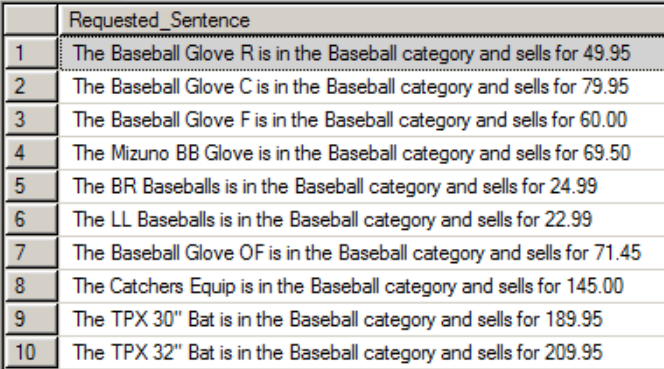 Requested_Sentence
1 The Baseball Glove R is in the Baseball category and sells for 49.95
2 The Baseball Glove C is in the Baseball category and sells for 79.95
3 The Baseball Glove F is in the Baseball category and sells for 60.00
4 The Mizuno BB Glove is in the Baseball category and sells for 69.50
5 The BR Baseballs is in the Baseball category and sells for 24.99
6 The LL Baseballs is in the Baseball category and sells for 22.99
7 The Baseball Glove OF is in the Baseball category and sells for 71.45
8 The Catchers Equip is in the Baseball category and sells for 145.00
9 The TPX 30" Bat is in the Baseball category and sells for 189.95
10 The TPX 32" Bat is in the Baseball category and sells for 209.95